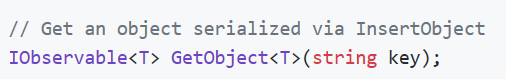 // Get an object serialized via InsertObject
IObservable<T> GetObject<T>(string key);